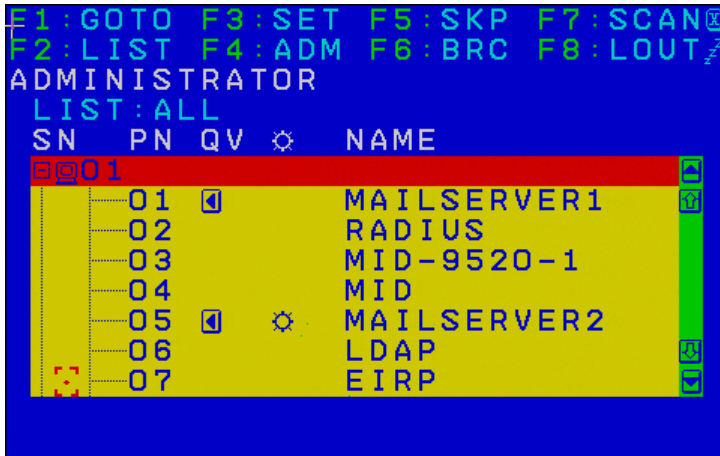 F1:GOTO F3:SET F5:SKP F7:SCAN
F2:LIST F4:ADM F6:BRC F8:LOUT zzz
ADMINISTRATOR
LIST:ALL
SN PN QV NAME
01
01 MAILSERVER1
02 RADIUS
03 MID-9520-1
04 MID
05 MAILSERVER2
06 LDAP
07 EIRP